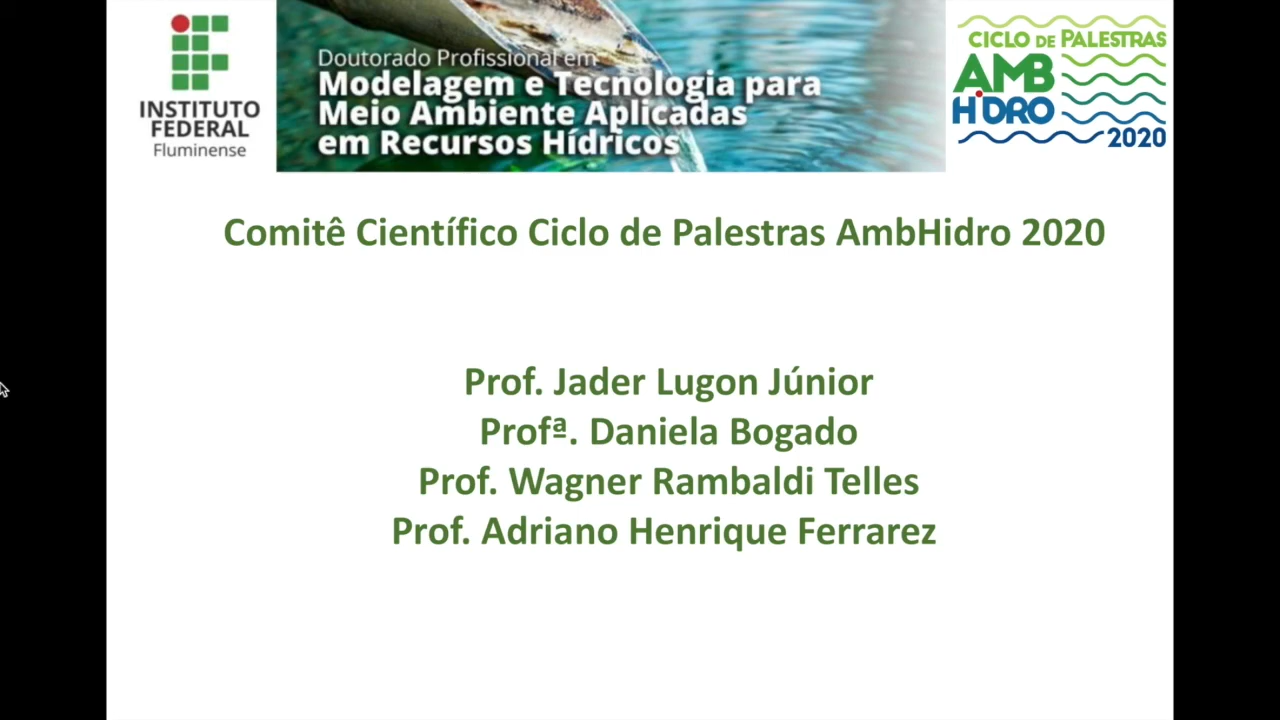 INSTITUTO
FEDERAL
Fluminense
Doutorado Profissional em
Modelagem e Tecnologia para
Meio Ambiente Aplicadas
em Recursos Hídricos
CICLO DE PALESTRAS
AMB
HIDRO
2020
Comitê Científico Ciclo de Palestras AmbHidro 2020
Prof. Jader Lugon Júnior
Profª. Daniela Bogado
Prof. Wagner Rambaldi Telles
Prof. Adriano Henrique Ferrarez